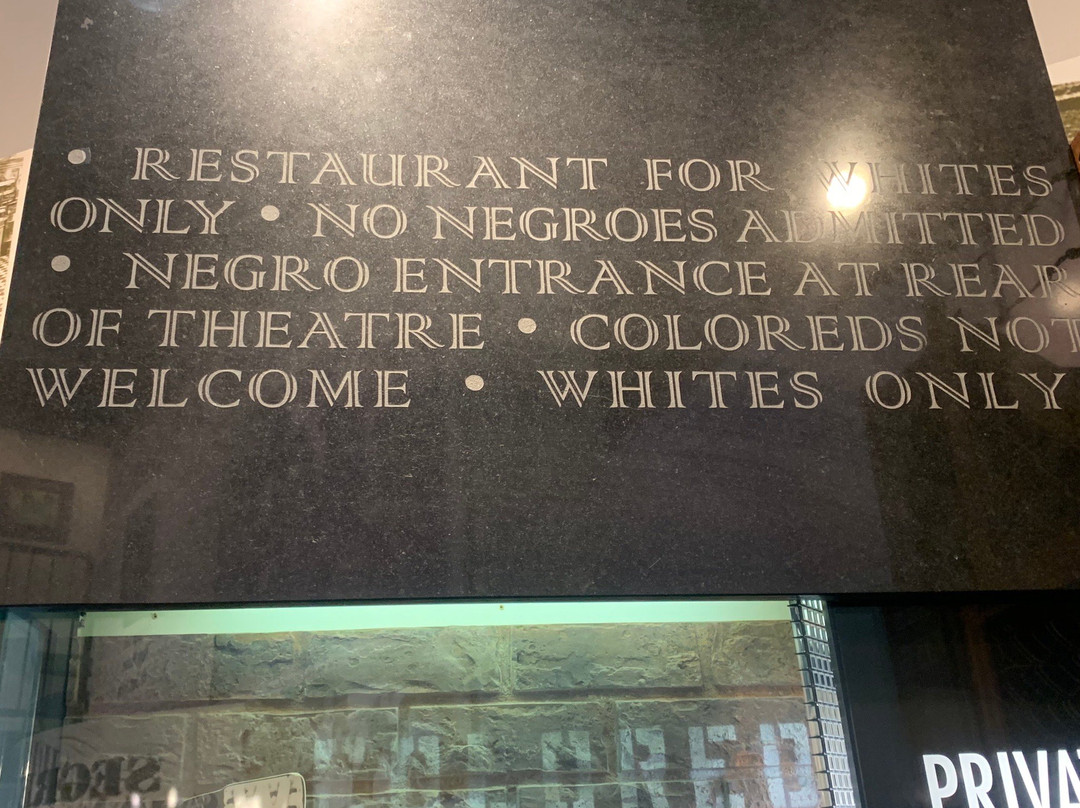 • RESTAURANT FOR WHITES
ONLY • NO NEGROES ADMITTED
• NEGRO ENTRANCE AT REAR
OF THEATRE • COLOREDS NOT
WELCOME • WHITES ONLY